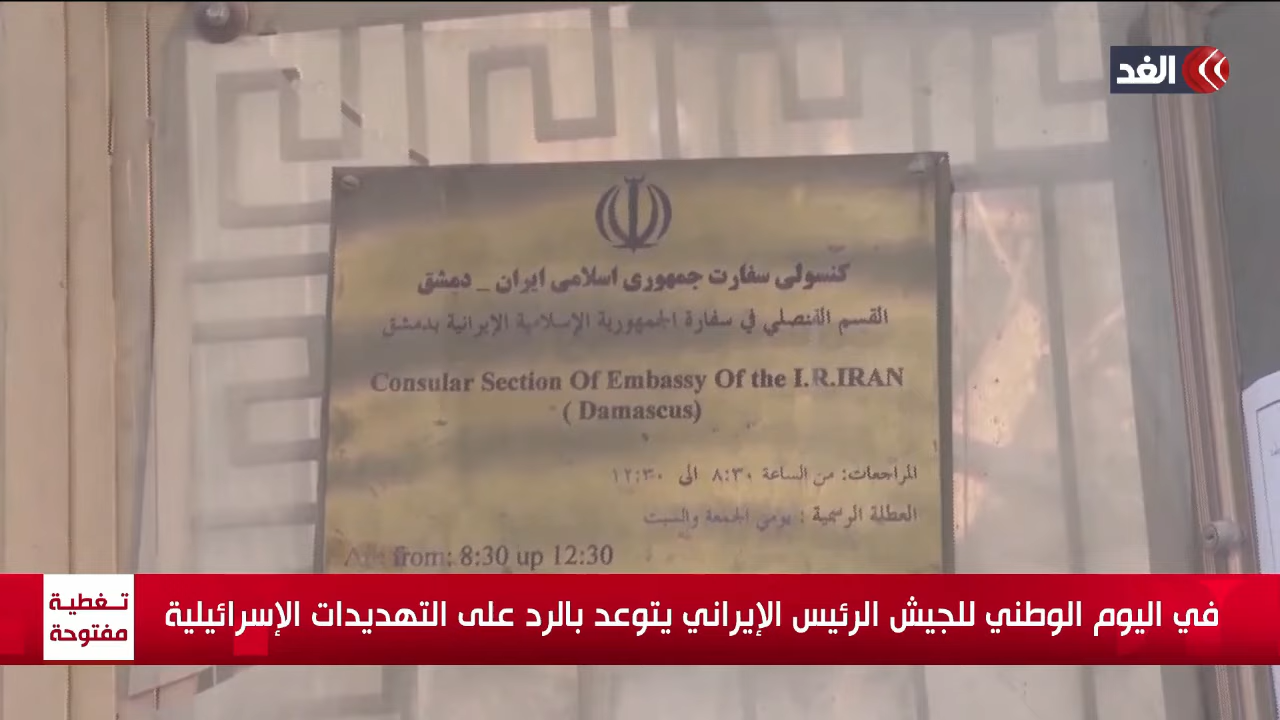 الغد
كنسولی سفارت جمهوری اسلامی ایران _ دمشق
القسم القنصلي في سفارة الجمهورية الإسلامية الإيرانية بدمشق
Consular Section Of Embassy Of the I.R.IRAN
( Damascus)
المراجعات: من الساعة ٨:٣٠ الى ١٢:٣٠
العطلة الرسمية : يومي الجمعة والسبت
from: 8:30 up 12:30
في اليوم الوطني للجيش الرئيس الإيراني يتوعد بالرد على التهديدات الإسرائيلية
تغطية
مفتوحة